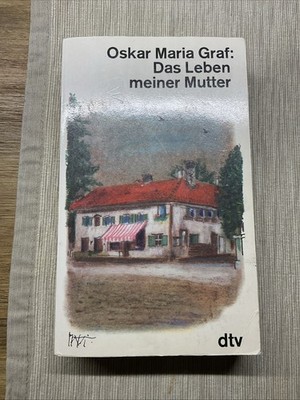 Oskar Maria Graf:
Das Leben
meiner Mutter
dtv